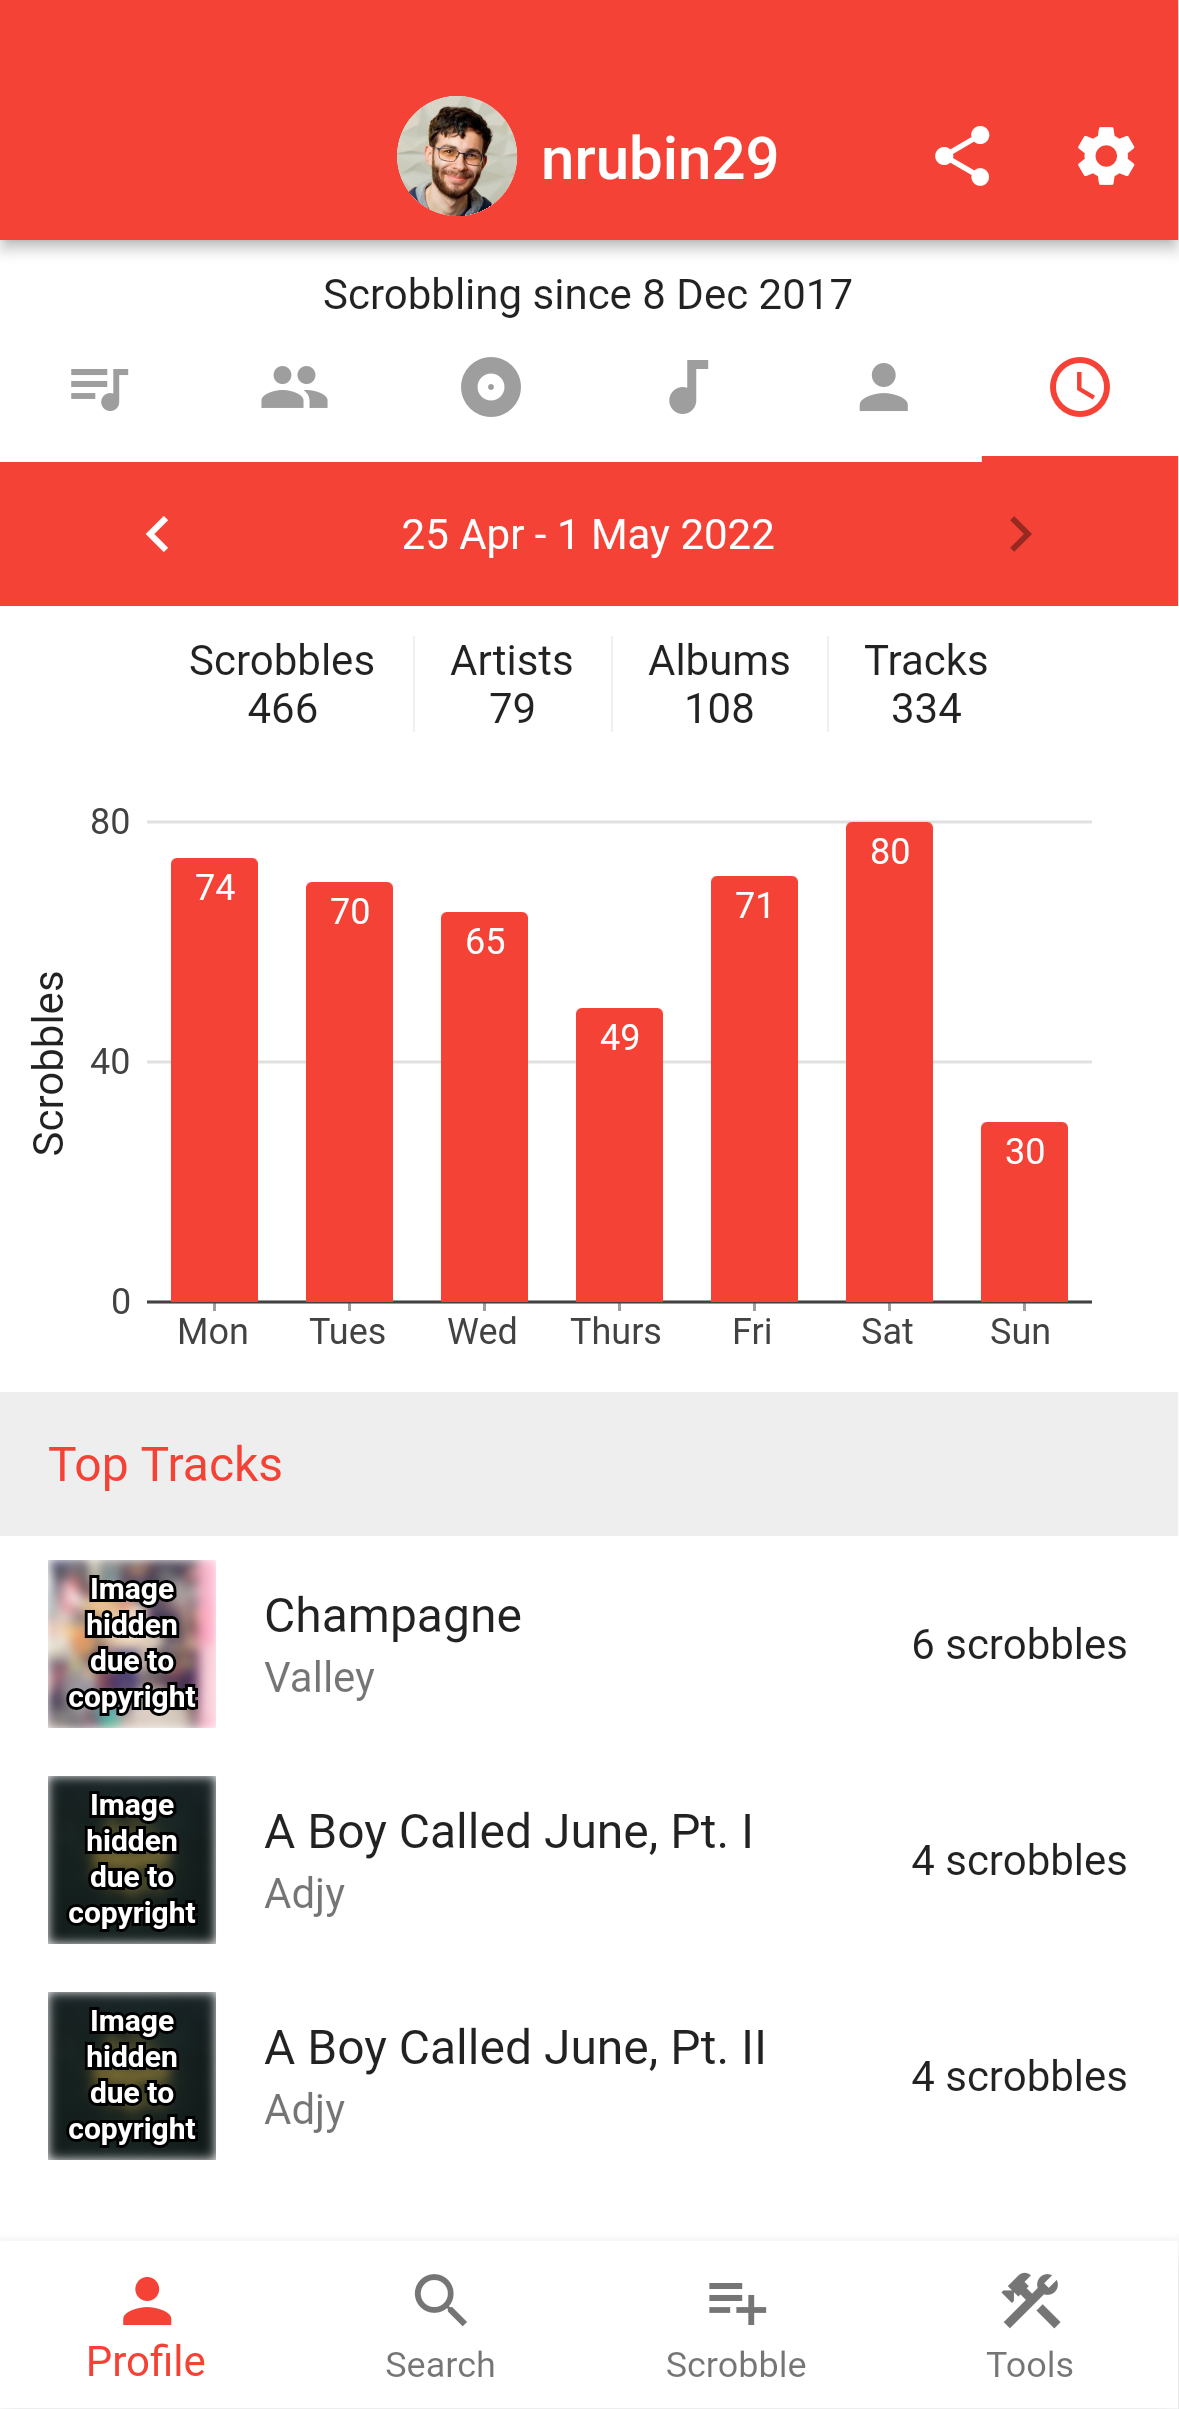 nrubin29
Scrobbling since 8 Dec 2017
25 Apr - 1 May 2022
Scrobbles Artists Albums Tracks
466 79 108 334
Scrobbles
80
40
0
74 70 65 49 71 80 30
Mon Tues Wed Thurs Fri Sat Sun
Top Tracks
Image
hidden
due to
copyright
Champagne
Valley
6 scrobbles
Image
hidden
due to
copyright
A Boy Called June, Pt. I
Adjy
4 scrobbles
Image
hidden
due to
copyright
A Boy Called June, Pt. II
Adjy
4 scrobbles
Profile Search Scrobble Tools